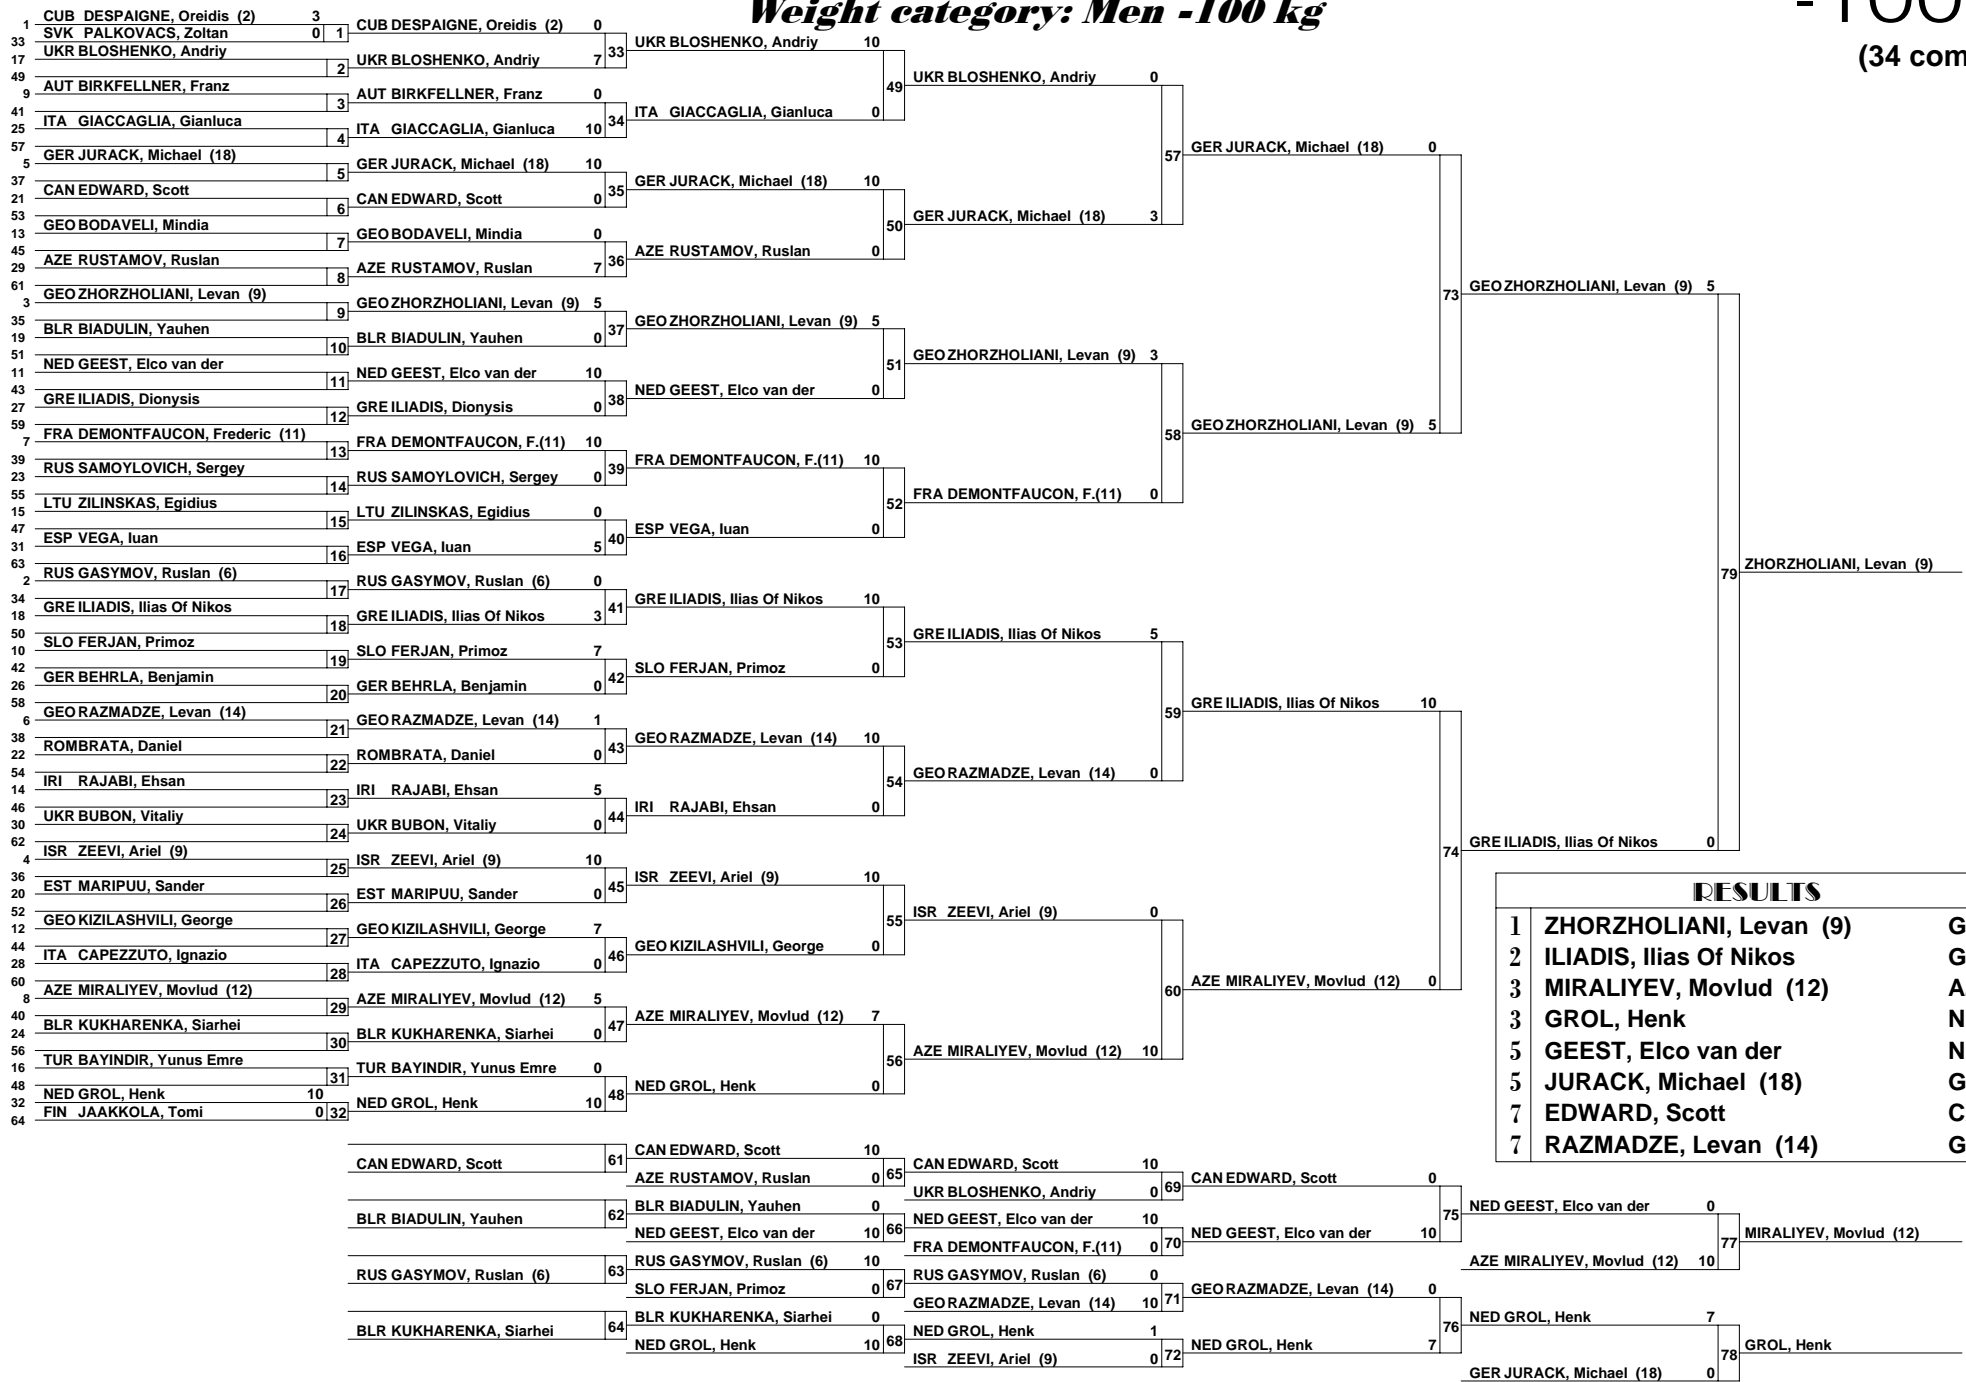 Weight category: Men -100 kg
-100
(34 com
1 CUB DESPAIGNE, Oreidis (2) 3
33 SVK PALKOVACS, Zoltan 0 1
17 UKR BLOSHENKO, Andriy
49 2
9 AUT BIRKFELLNER, Franz
41 3
25 ITA GIACCAGLIA, Gianluca
57 4
5 GER JURACK, Michael (18)
37 5
21 CAN EDWARD, Scott
53 6
13 GEO BODAVELI, Mindia
45 7
29 AZE RUSTAMOV, Ruslan
61 8
3 GEO ZHORZHOLIANI, Levan (9)
35 9
19 BLR BIADULIN, Yauhen
51 10
11 NED GEEST, Elco van der
43 11
27 GRE ILIADIS, Dionysis
59 12
7 FRA DEMONTFAUCON, Frederic (11)
39 13
23 RUS SAMOYLOVICH, Sergey
55 14
15 LTU ZILINSKAS, Egidius
47 15
31 ESP VEGA, Iuan
63 16
2 RUS GASYMOV, Ruslan (6)
34 17
18 GRE ILIADIS, Ilias Of Nikos
50 18
10 SLO FERJAN, Primoz
42 19
26 GER BEHRLA, Benjamin
58 20
6 GEO RAZMADZE, Levan (14)
38 21
22 ROMBRATA, Daniel
54 22
14 IRI RAJABI, Ehsan
46 23
30 UKR BUBON, Vitaliy
62 24
4 ISR ZEEVI, Ariel (9)
36 25
20 EST MARIPUU, Sander
52 26
12 GEO KIZILASHVILI, George
44 27
28 ITA CAPEZZUTO, Ignazio
60 28
8 AZE MIRALIYEV, Movlud (12)
40 29
24 BLR KUKHARENKA, Siarhei
56 30
16 TUR BAYINDIR, Yunus Emre
48 31
32 NED GROL, Henk 10
64 FIN JAAKKOLA, Tomi 0 32
CUB DESPAIGNE, Oreidis (2) 0
UKR BLOSHENKO, Andriy 7 33
AUT BIRKFELLNER, Franz 0
ITA GIACCAGLIA, Gianluca 10 34
GER JURACK, Michael (18) 10
CAN EDWARD, Scott 0 35
GEO BODAVELI, Mindia 0
AZE RUSTAMOV, Ruslan 7 36
GEO ZHORZHOLIANI, Levan (9) 5
BLR BIADULIN, Yauhen 0 37
NED GEEST, Elco van der 10
GRE ILIADIS, Dionysis 0 38
FRA DEMONTFAUCON, F.(11) 10
RUS SAMOYLOVICH, Sergey 0 39
LTU ZILINSKAS, Egidius 0
ESP VEGA, Iuan 5 40
RUS GASYMOV, Ruslan (6) 0
GRE ILIADIS, Ilias Of Nikos 3 41
SLO FERJAN, Primoz 7
GER BEHRLA, Benjamin 0 42
GEO RAZMADZE, Levan (14) 1
ROMBRATA, Daniel 0 43
IRI RAJABI, Ehsan 5
UKR BUBON, Vitaliy 0 44
ISR ZEEVI, Ariel (9) 10
EST MARIPUU, Sander 0 45
GEO KIZILASHVILI, George 7
ITA CAPEZZUTO, Ignazio 0 46
AZE MIRALIYEV, Movlud (12) 5
BLR KUKHARENKA, Siarhei 0 47
TUR BAYINDIR, Yunus Emre 0
NED GROL, Henk 10 48
UKR BLOSHENKO, Andriy 10
ITA GIACCAGLIA, Gianluca 0 49
GER JURACK, Michael (18) 10
AZE RUSTAMOV, Ruslan 0 50
GEO ZHORZHOLIANI, Levan (9) 5
NED GEEST, Elco van der 0 51
FRA DEMONTFAUCON, F.(11) 10
ESP VEGA, Iuan 0 52
GRE ILIADIS, Ilias Of Nikos 10
SLO FERJAN, Primoz 0 53
GEO RAZMADZE, Levan (14) 10
IRI RAJABI, Ehsan 0 54
ISR ZEEVI, Ariel (9) 10
GEO KIZILASHVILI, George 0 55
AZE MIRALIYEV, Movlud (12) 7
NED GROL, Henk 0 56
UKR BLOSHENKO, Andriy 0
GER JURACK, Michael (18) 3 57
GEO ZHORZHOLIANI, Levan (9) 3
FRA DEMONTFAUCON, F.(11) 0 58
GRE ILIADIS, Ilias Of Nikos 5
GEO RAZMADZE, Levan (14) 0 59
ISR ZEEVI, Ariel (9) 0
AZE MIRALIYEV, Movlud (12) 10 60
GER JURACK, Michael (18) 0
GEO ZHORZHOLIANI, Levan (9) 5 73
GRE ILIADIS, Ilias Of Nikos 10
AZE MIRALIYEV, Movlud (12) 0 74
GEO ZHORZHOLIANI, Levan (9) 5
GRE ILIADIS, Ilias Of Nikos 0 79
ZHORZHOLIANI, Levan (9)
RESULTS
1 ZHORZHOLIANI, Levan (9) G
2 ILIADIS, Ilias Of Nikos G
3 MIRALIYEV, Movlud (12) A
3 GROL, Henk N
5 GEEST, Elco van der N
5 JURACK, Michael (18) G
7 EDWARD, Scott C
7 RAZMADZE, Levan (14) G
CAN EDWARD, Scott 61
BLR BIADULIN, Yauhen 62
RUS GASYMOV, Ruslan (6) 63
BLR KUKHARENKA, Siarhei 64
CAN EDWARD, Scott 10
AZE RUSTAMOV, Ruslan 0 65
BLR BIADULIN, Yauhen 0
NED GEEST, Elco van der 10 66
RUS GASYMOV, Ruslan (6) 10
SLO FERJAN, Primoz 0 67
BLR KUKHARENKA, Siarhei 0
NED GROL, Henk 10 68
CAN EDWARD, Scott 10
UKR BLOSHENKO, Andriy 0 69
NED GEEST, Elco van der 10
FRA DEMONTFAUCON, F.(11) 0 70
RUS GASYMOV, Ruslan (6) 0
GEO RAZMADZE, Levan (14) 10 71
NED GROL, Henk 1
ISR ZEEVI, Ariel (9) 0 72
CAN EDWARD, Scott 0
NED GEEST, Elco van der 10 75
GEO RAZMADZE, Levan (14) 0
NED GROL, Henk 7 76
NED GEEST, Elco van der 0
AZE MIRALIYEV, Movlud (12) 10 77
NED GROL, Henk 7
GER JURACK, Michael (18) 0 78
MIRALIYEV, Movlud (12)
GROL, Henk